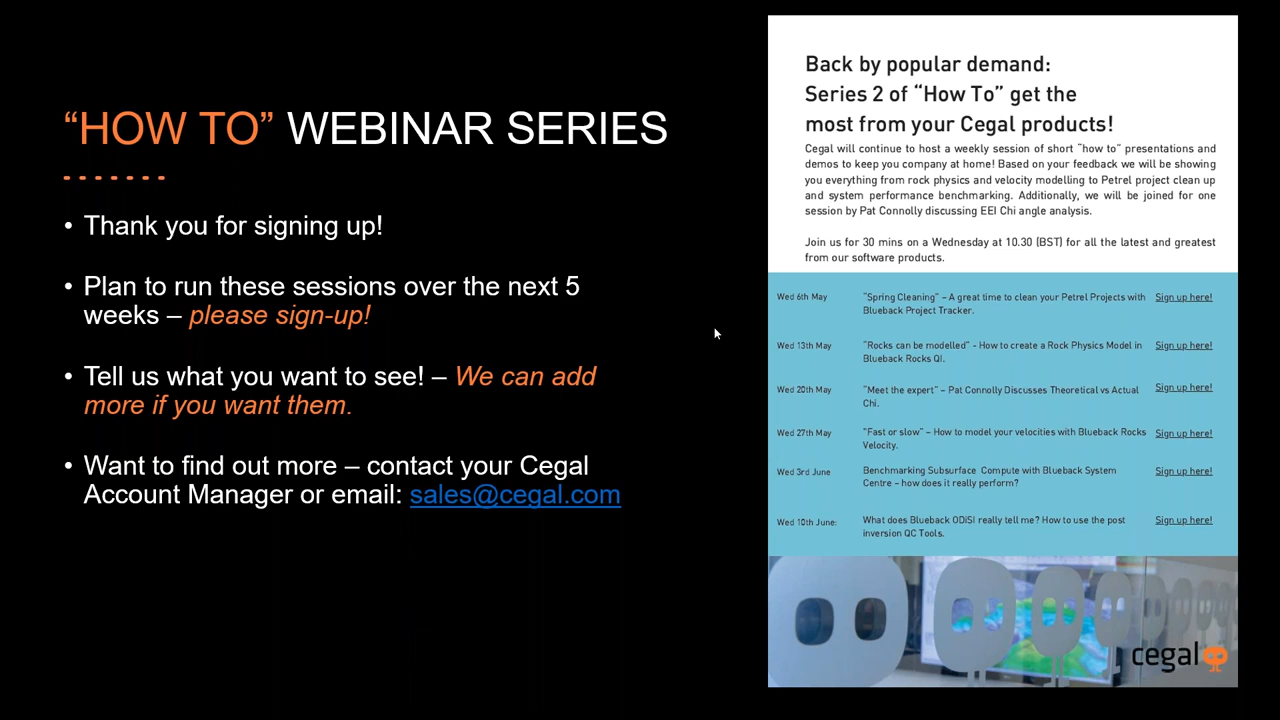 “HOW TO” WEBINAR SERIES
• Thank you for signing up!
• Plan to run these sessions over the next 5
weeks – please sign-up!
• Tell us what you want to see! – We can add
more if you want them.
• Want to find out more – contact your Cegal
Account Manager or email: sales@cegal.com
Back by popular demand:
Series 2 of “How To” get the
most from your Cegal products!
Cegal will continue to host a weekly session of short “how to” presentations and
demos to keep you company at home! Based on your feedback we will be showing
you everything from rock physics and velocity modelling to Petrel project clean up
and system performance benchmarking. Additionally, we will be joined for one
session by Pat Connolly discussing EEI Chi angle analysis.
Join us for 30 mins on a Wednesday at 10.30 (BST) for all the latest and greatest
from our software products.
Wed 6th May “Spring Cleaning” – A great time to clean your Petrel Projects with Sign up here!
Blueback Project Tracker.
Wed 13th May “Rocks can be modelled” - How to create a Rock Physics Model in Sign up here!
Blueback Rocks QI.
Wed 20th May “Meet the expert” – Pat Connolly Discusses Theoretical vs Actual Sign up here!
Chi.
Wed 27th May “Fast or slow” – How to model your velocities with Blueback Rocks Sign up here!
Velocity.
Wed 3rd June Benchmarking Subsurface Compute with Blueback System Sign up here!
Centre – how does it really perform?
Wed 10th June: What does Blueback ODiSI really tell me? How to use the post Sign up here!
inversion QC Tools.
cegal